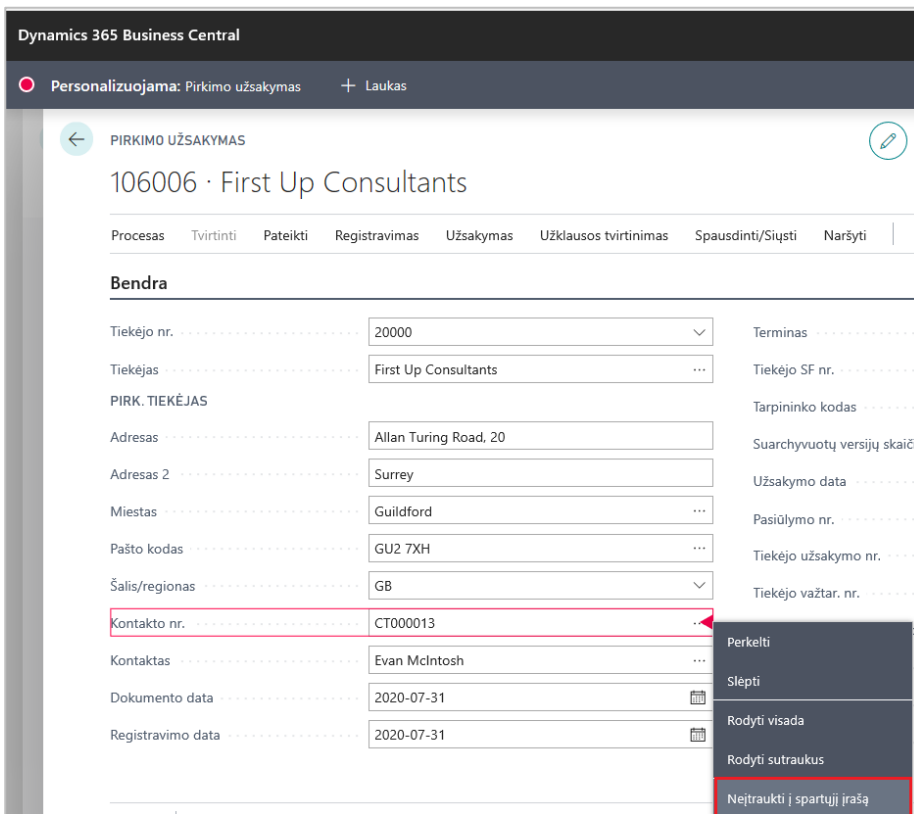 Dynamics 365 Business Central
Personalizuojama: Pirkimo užsakymas + Laukas
PIRKIMO UŽSAKYMAS
106006 · First Up Consultants
Procesas Tvirtinti Pateikti Registravimas Užsakymas Užklausos tvirtinimas Spausdinti/Siųsti Naršyti
Bendra
Tiekėjo nr. 20000 Terminas
Tiekėjas First Up Consultants Tiekėjo SF nr.
PIRK. TIEKĖJAS
Tarpininko kodas
Adresas Allan Turing Road, 20
Suarchyvuotų versijų skaiči
Adresas 2 Surrey
Užsakymo data
Miestas Guildford
Pasiūlymo nr.
Pašto kodas GU2 7XH
Tiekėjo užsakymo nr.
Šalis/regionas GB
Tiekėjo važtar. nr.
Kontakto nr. CT000013
Perkelti
Kontaktas Evan McIntosh
Slėpti
Dokumento data 2020-07-31
Rodyti visada
Registravimo data 2020-07-31
Rodyti sutraukus
Neįtraukti į spartųjį įrašą